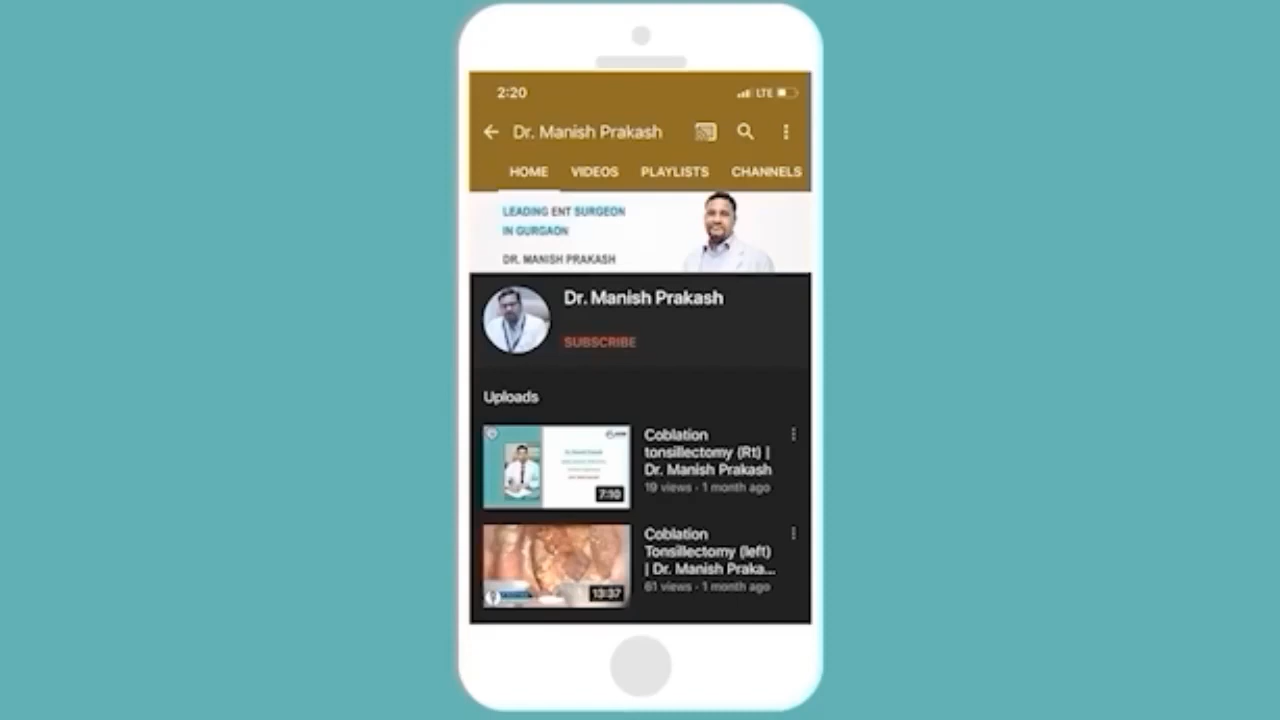 2:20
LTE
Dr. Manish Prakash
HOME VIDEOS PLAYLISTS CHANNELS
LEADING ENT SURGEON
IN GURGAON
DR. MANISH PRAKASH
Dr. Manish Prakash
SUBSCRIBE
Uploads
Coblation
tonsillectomy (Rt) |
Dr. Manish Prakash
19 views · 1 month ago
7:10
Coblation
Tonsillectomy (left)
| Dr. Manish Praka...
61 views · 1 month ago
13:37